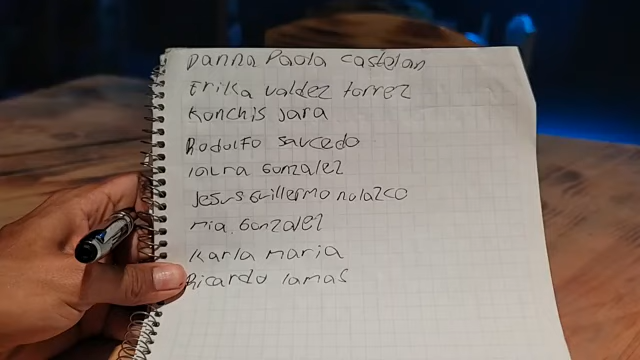 Danna Paola castelan
Erika valdez torrez
Konchis Jara
Rodolfo saucedo
laura Gonzalez
Jesus Guillermo nolazco
mia Gonzalez
Karla maria
Ricardo lamas